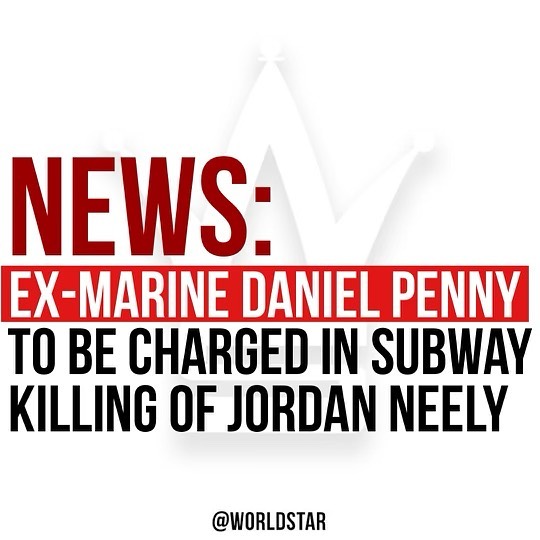 NEWS:
EX-MARINE DANIEL PENNY
TO BE CHARGED IN SUBWAY
KILLING OF JORDAN NEELY
@WORLDSTAR